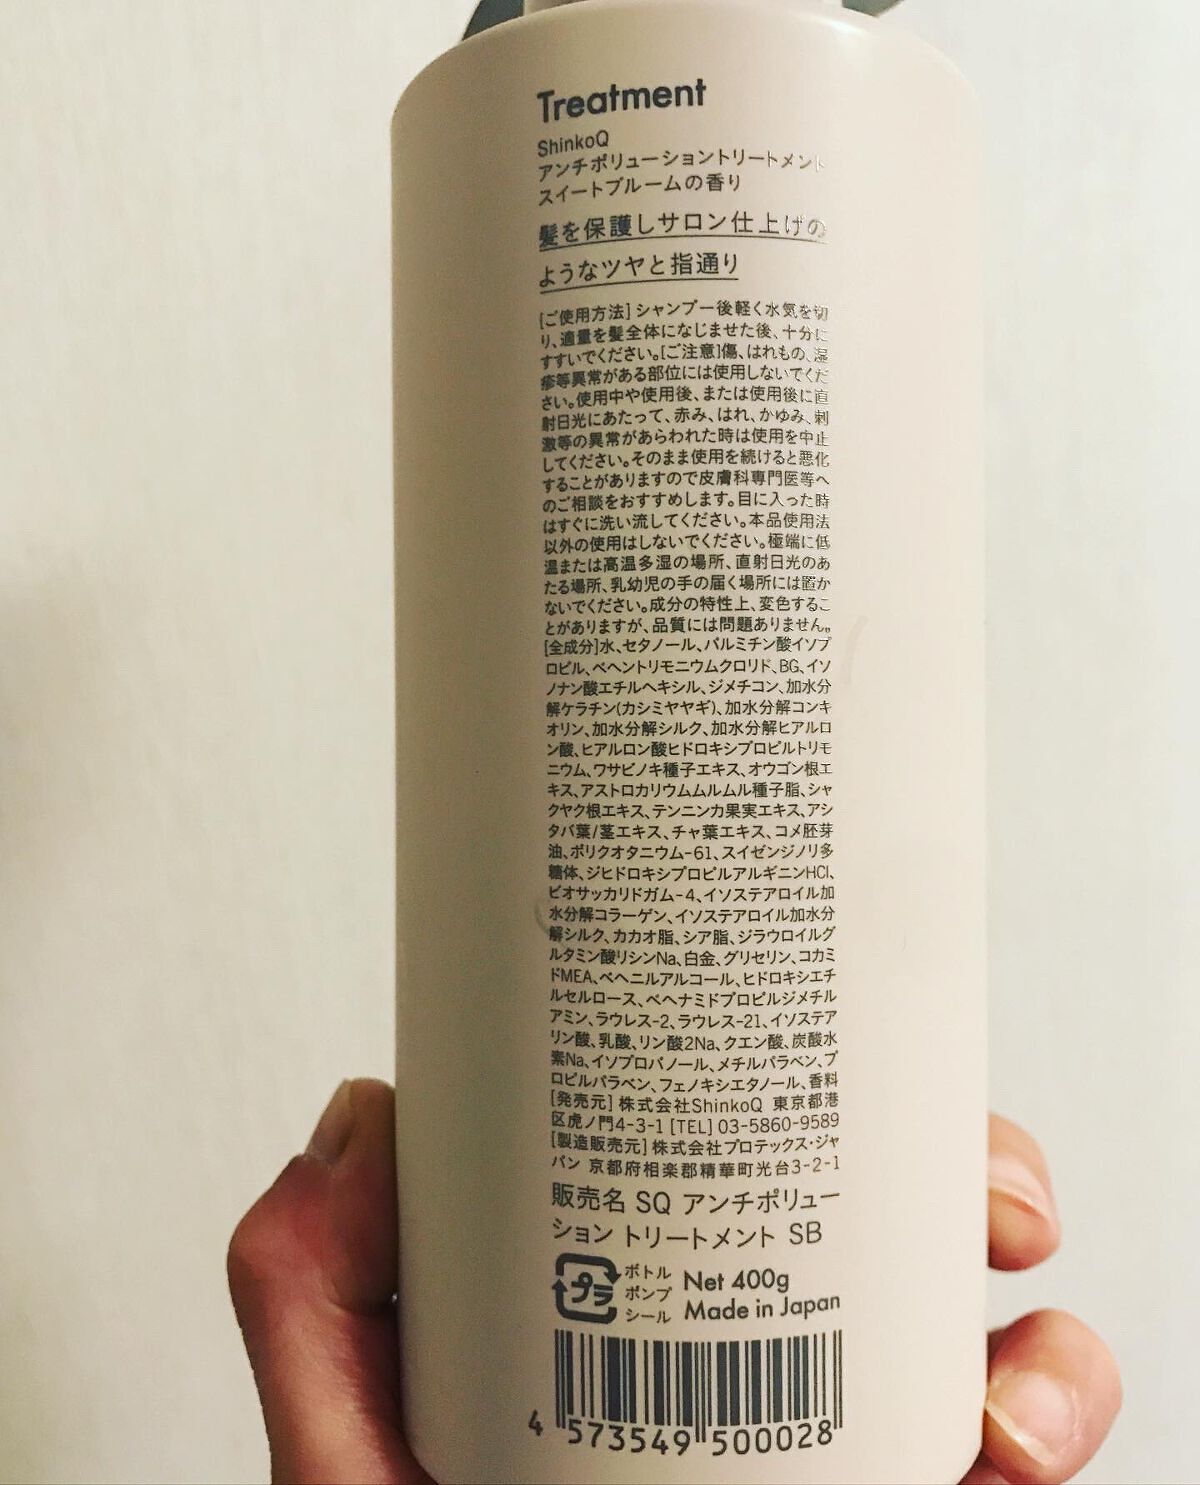 Treatment
ShinkoQ
アンチポリューショントリートメント
スイートブルームの香り
髪を保護しサロン仕上げの
ようなツヤと指通り
[ご使用方法]シャンプー後軽く水気を切
り、適量を髪全体になじませた後、十分に
すすいでください。[ご注意]傷、はれもの、湿
疹等異常がある部位には使用しないでくだ
さい。使用中や使用後、または使用後に直
射日光にあたって、赤み、はれ、かゆみ、刺
激等の異常があらわれた時は使用を中止
してください。そのまま使用を続けると悪化
することがありますので皮膚科専門医等へ
のご相談をおすすめします。目に入った時
はすぐに洗い流してください。本品使用法
以外の使用はしないでください。極端に低
温または高温多湿の場所、直射日光のあ
たる場所、乳幼児の手の届く場所には置か
ないでください。成分の特性上、変色するこ
とがありますが、品質には問題ありません。
[全成分]水、セタノール、パルミチン酸イソプ
ロピル、ベヘントリモニウムクロリド、BG、イソ
ノナン酸エチルヘキシル、ジメチコン、加水分
解ケラチン(カシミヤヤギ)、加水分解コンキ
オリン、加水分解シルク、加水分解ヒアルロ
ン酸、ヒアルロン酸ヒドロキシプロピルトリモ
ニウム、ワサビノキ種子エキス、オウゴン根エ
キス、アストロカリウムムルムル種子脂、シャ
クヤク根エキス、テンニンカ果実エキス、アシ
タバ葉/茎エキス、チャ葉エキス、コメ胚芽
油、ポリクオタニウム-61、スイゼンジノリ多
糖体、ジヒドロキシプロピルアルギニンHCl、
ビオサッカリドガム-4、イソステアロイル加
水分解コラーゲン、イソステアロイル加水分
解シルク、カカオ脂、シア脂、ジラウロイルグ
ルタミン酸リシンNa、白金、グリセリン、コカミ
ドMEA、ベヘニルアルコール、ヒドロキシエチ
ルセルロース、ベヘナミドプロピルジメチル
アミン、ラウレス-2、ラウレス-21、イソステア
リン酸、乳酸、リン酸2Na、クエン酸、炭酸水
素Na、イソプロパノール、メチルパラベン、プ
ロピルパラベン、フェノキシエタノール、香料
[発売元] 株式会社ShinkoQ 東京都港
区虎ノ門4-3-1 [TEL] 03-5860-9589
[製造販売元] 株式会社プロテックス・ジャ
パン 京都府相楽郡精華町光台3-2-1
販売名 SQ アンチポリュー
ション トリートメント SB
プラ
ボトル
ポンプ
シール
Net 400g
Made in Japan
4 573549 500028